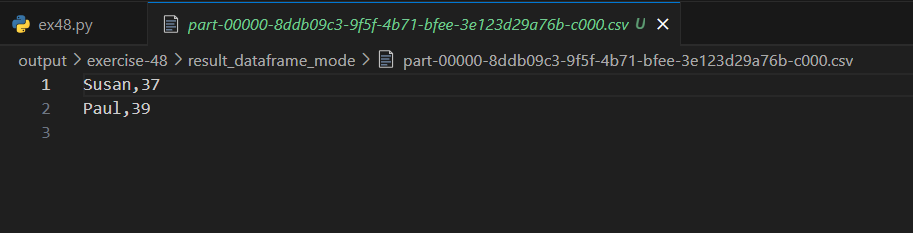 ex48.py
part-00000-8ddb09c3-9f5f-4b71-bfee-3e123d29a76b-c000.csv U
output > exercise-48 > result_dataframe_mode > part-00000-8ddb09c3-9f5f-4b71-bfee-3e123d29a76b-c000.csv
1 Susan,37
2 Paul,39
3